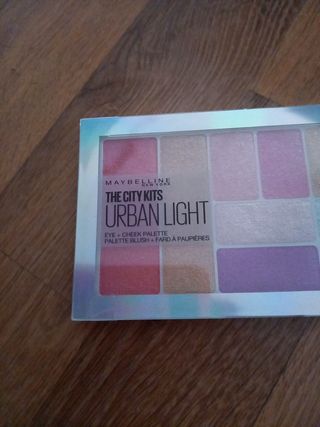 MAYBELLINE
NEW YORK
THE CITY KITS
URBAN LIGHT
EYE + CHEEK PALETTE
PALETTE BLUSH + FARD À PAUPIÈRES